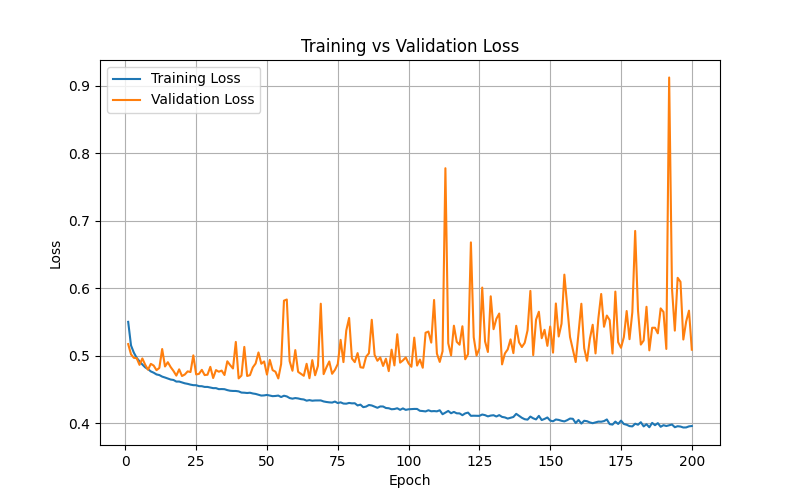 Training vs Validation Loss
Training Loss
Validation Loss
0.9
0.8
0.7
0.6
0.5
0.4
Loss
0 25 50 75 100 125 150 175 200
Epoch